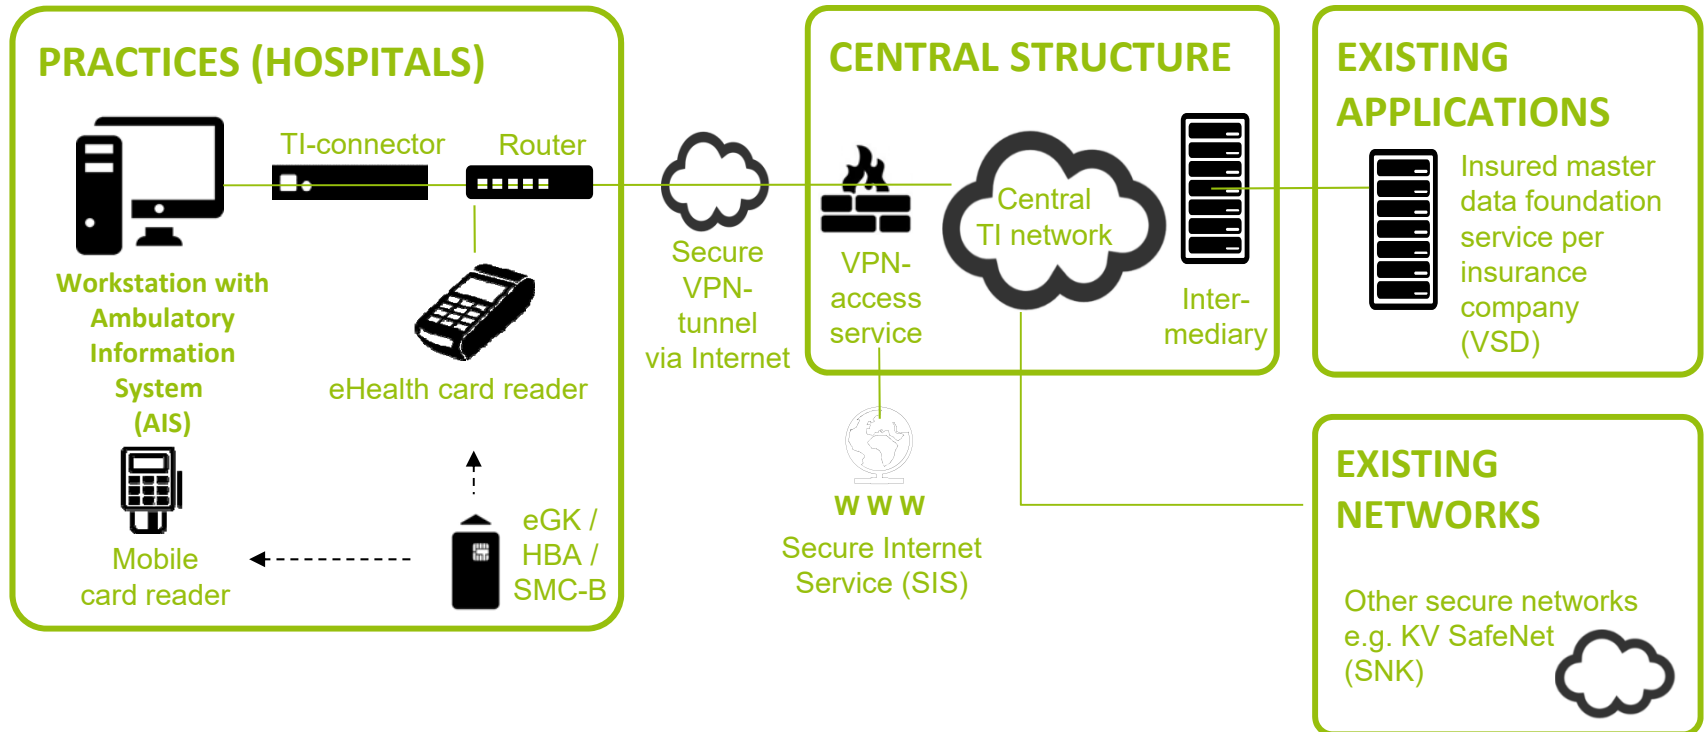 PRACTICES (HOSPITALS)
TI-connector
Router
Workstation with
Ambulatory
Information
System
(AIS)
eHealth card reader
Mobile
card reader
eGK /
HBA /
SMC-B
Secure
VPN-
tunnel
via Internet
CENTRAL STRUCTURE
VPN-
access
service
Central
TI network
Inter-
mediary
W W W
Secure Internet
Service (SIS)
EXISTING
APPLICATIONS
Insured master
data foundation
service per
insurance
company
(VSD)
EXISTING
NETWORKS
Other secure networks
e.g. KV SafeNet
(SNK)